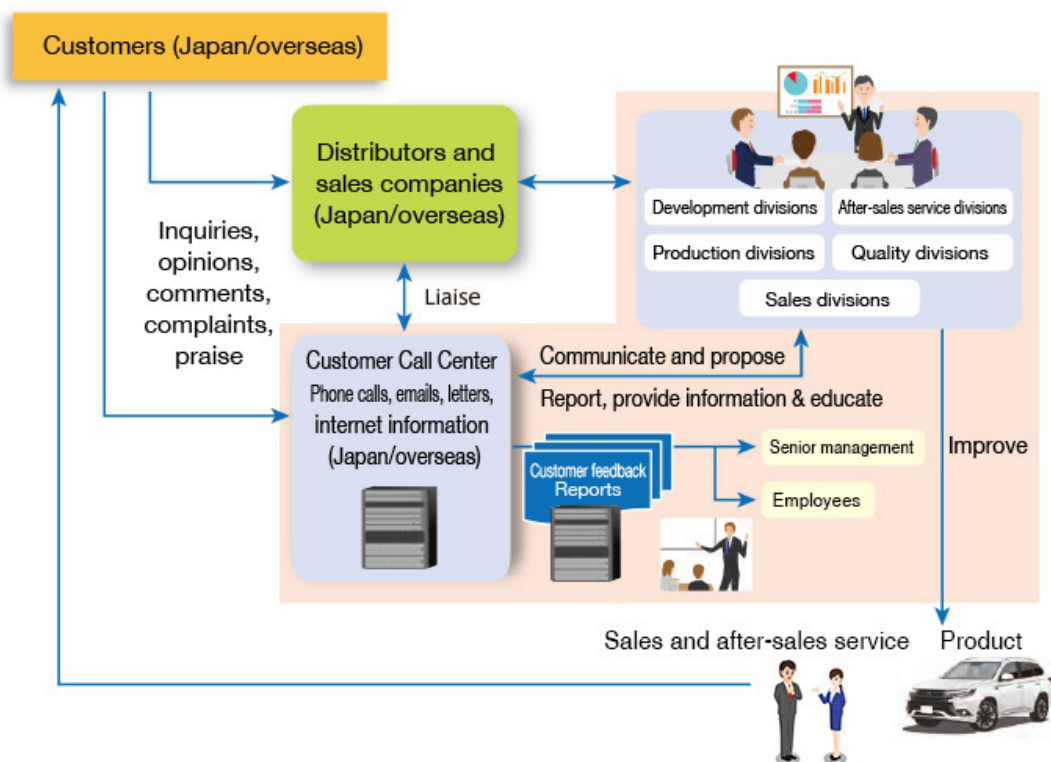 Customers (Japan/overseas)
Distributors and
sales companies
(Japan/overseas)
Development divisions
After-sales service divisions
Production divisions
Quality divisions
Sales divisions
Inquiries,
opinions,
comments,
complaints,
praise
Liaise
Customer Call Center
Phone calls, emails, letters,
internet information
(Japan/overseas)
Communicate and propose
Report, provide information & educate
Customer feedback
Reports
Senior management
Employees
Improve
Sales and after-sales service
Product